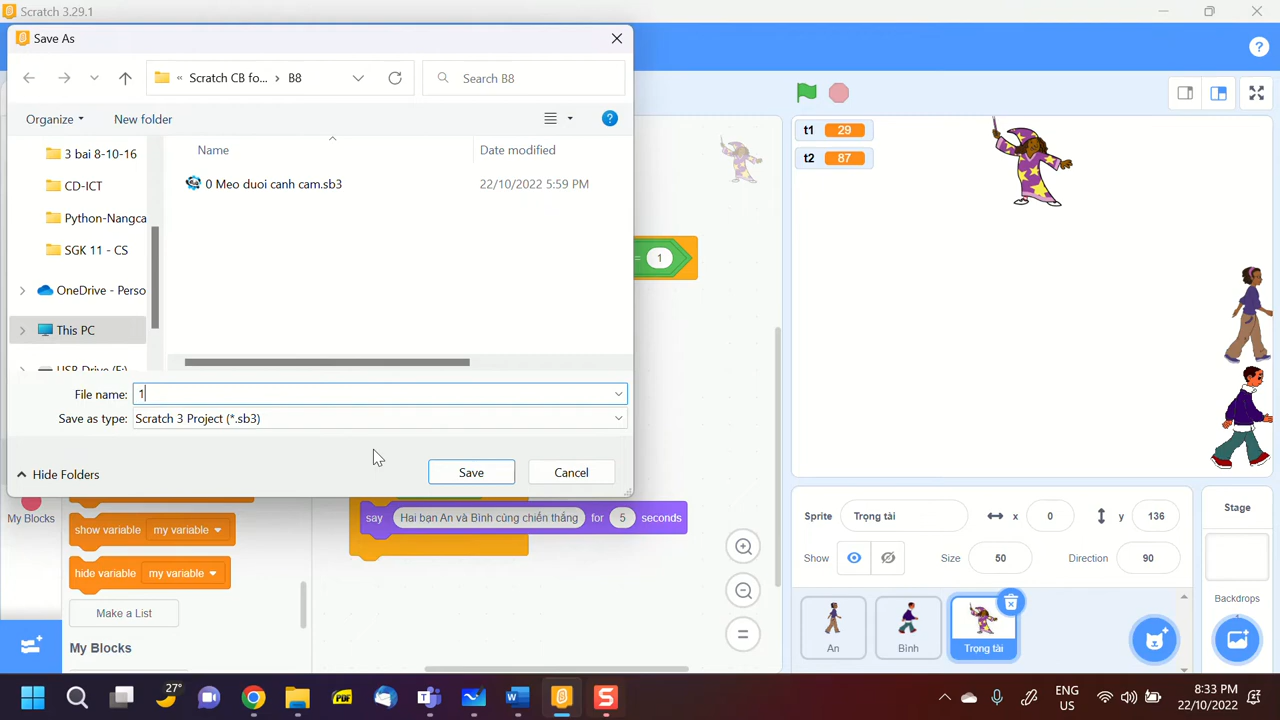 Scratch 3.29.1
Save As
« Scratch CB fo... › B8
Search B8
Organize
New folder
Name
Date modified
3 bai 8-10-16
0 Meo duoi canh cam.sb3
22/10/2022 5:59 PM
CD-ICT
Python-Nangca
SGK 11 - CS
OneDrive - Perso
This PC
USB Drive (F:)
File name:
1
Save as type:
Scratch 3 Project (*.sb3)
Hide Folders
Save
Cancel
t1 29
t2 87
= 1
My Blocks
say Hai bạn An và Bình cùng chiến thắng for 5 seconds
show variable my variable
hide variable my variable
Make a List
My Blocks
Sprite Trọng tài x 0 y 136
Show Size 50 Direction 90
Stage
Backdrops
An
Bình
Trọng tài
27°
PDF
ENG
US
8:33 PM
22/10/2022